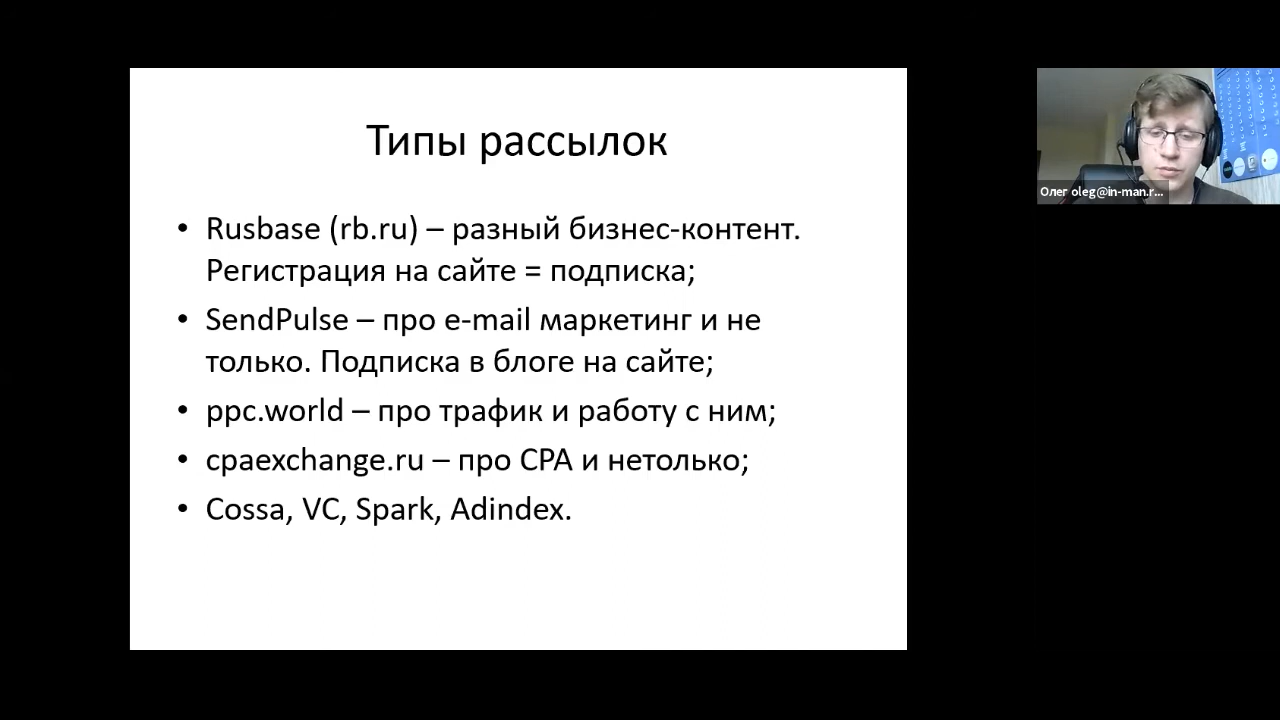 Типы рассылок
• Rusbase (rb.ru) – разный бизнес-контент.
Регистрация на сайте = подписка;
• SendPulse – про e-mail маркетинг и не
только. Подписка в блоге на сайте;
• ppc.world – про трафик и работу с ним;
• cpaexchange.ru – про CPA и нетолько;
• Cossa, VC, Spark, Adindex.
Олег oleg@in-man.r...